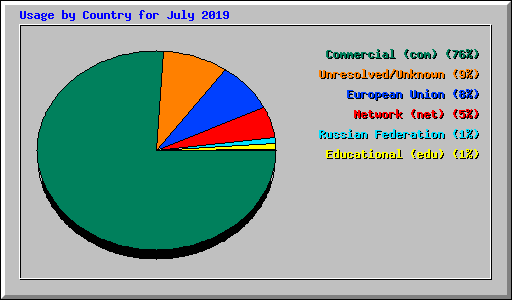 Usage by Country for July 2019
Commercial (com) (76%)
Unresolved/Unknown (9%)
European Union (8%)
Network (net) (5%)
Russian Federation (1%)
Educational (edu) (1%)